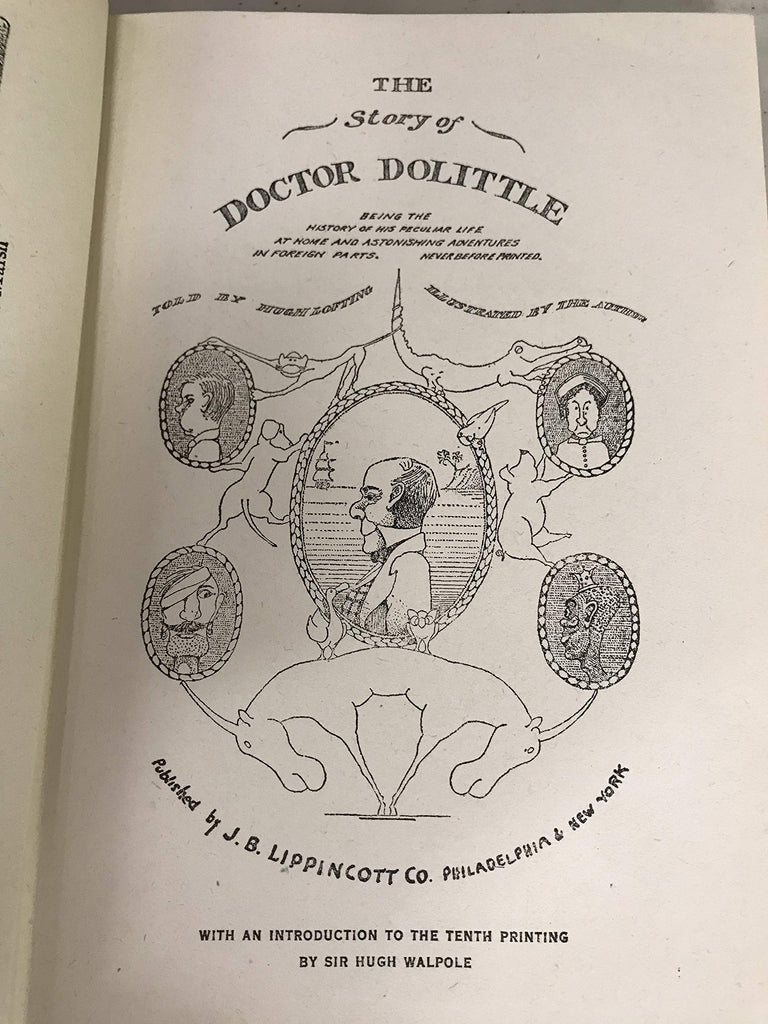 THE
Story of
DOCTOR DOLITTLE
BEING THE
HISTORY OF HIS PECULIAR LIFE
AT HOME AND ASTONISHING ADVENTURES
IN FOREIGN PARTS. NEVER BEFORE PRINTED.
TOLD BY HUGH LOFTING ILLUSTRATED BY THE AUTHOR
Published by J. B. LIPPINCOTT CO. PHILADELPHIA & NEW YORK
WITH AN INTRODUCTION TO THE TENTH PRINTING
BY SIR HUGH WALPOLE